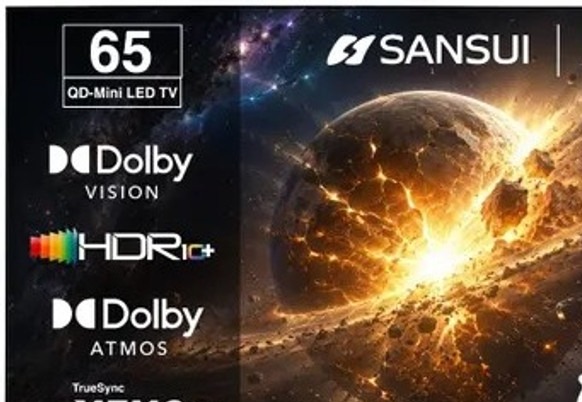 65
QD-Mini LED TV
SANSUI
Dolby
VISION
HDR10+
Dolby
ATMOS
TrueSync